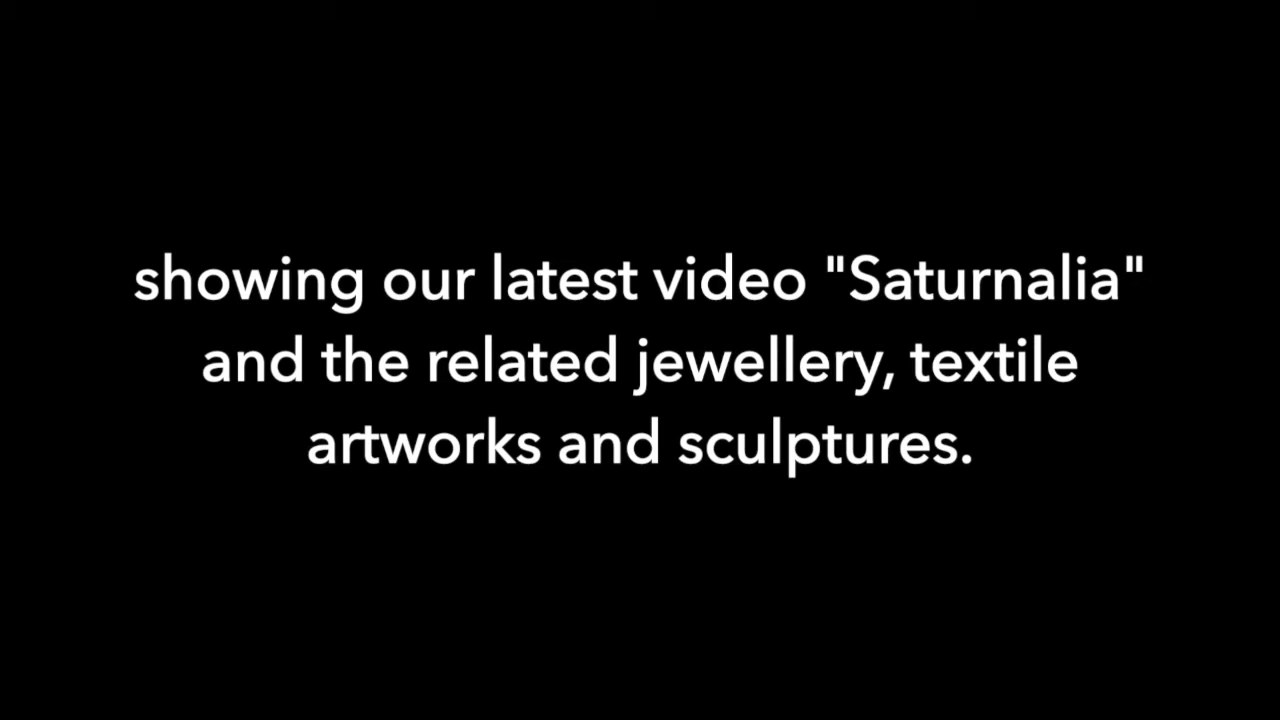 showing our latest video "Saturnalia"
and the related jewellery, textile
artworks and sculptures.